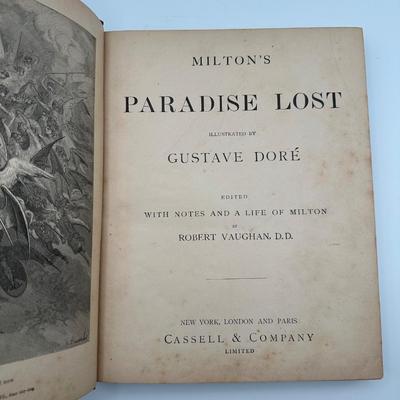 MILTON'S
PARADISE LOST
ILLUSTRATED BY
GUSTAVE DORÉ
EDITED
WITH NOTES AND A LIFE OF MILTON
BY
ROBERT VAUGHAN, D.D.
NEW YORK, LONDON AND PARIS
CASSELL & COMPANY
LIMITED